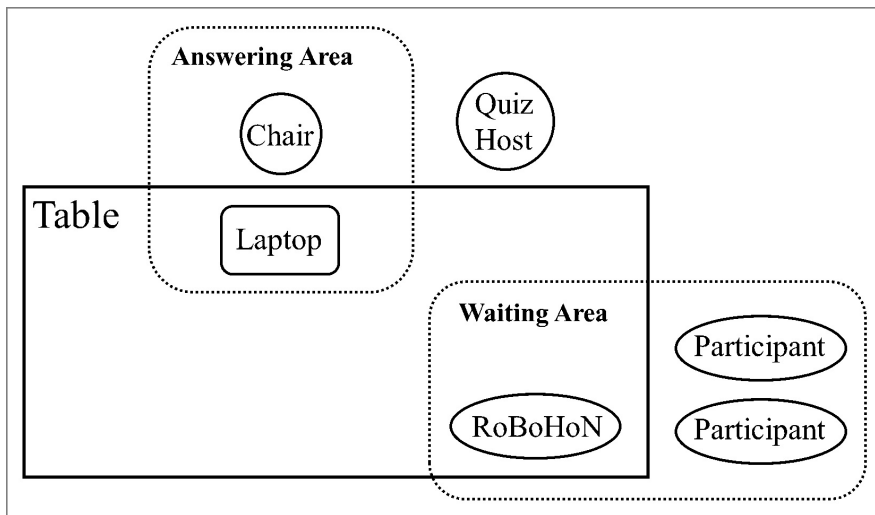 Answering Area
Chair
Quiz
Host
Table
Laptop
Waiting Area
Participant
RoBoHoN
Participant